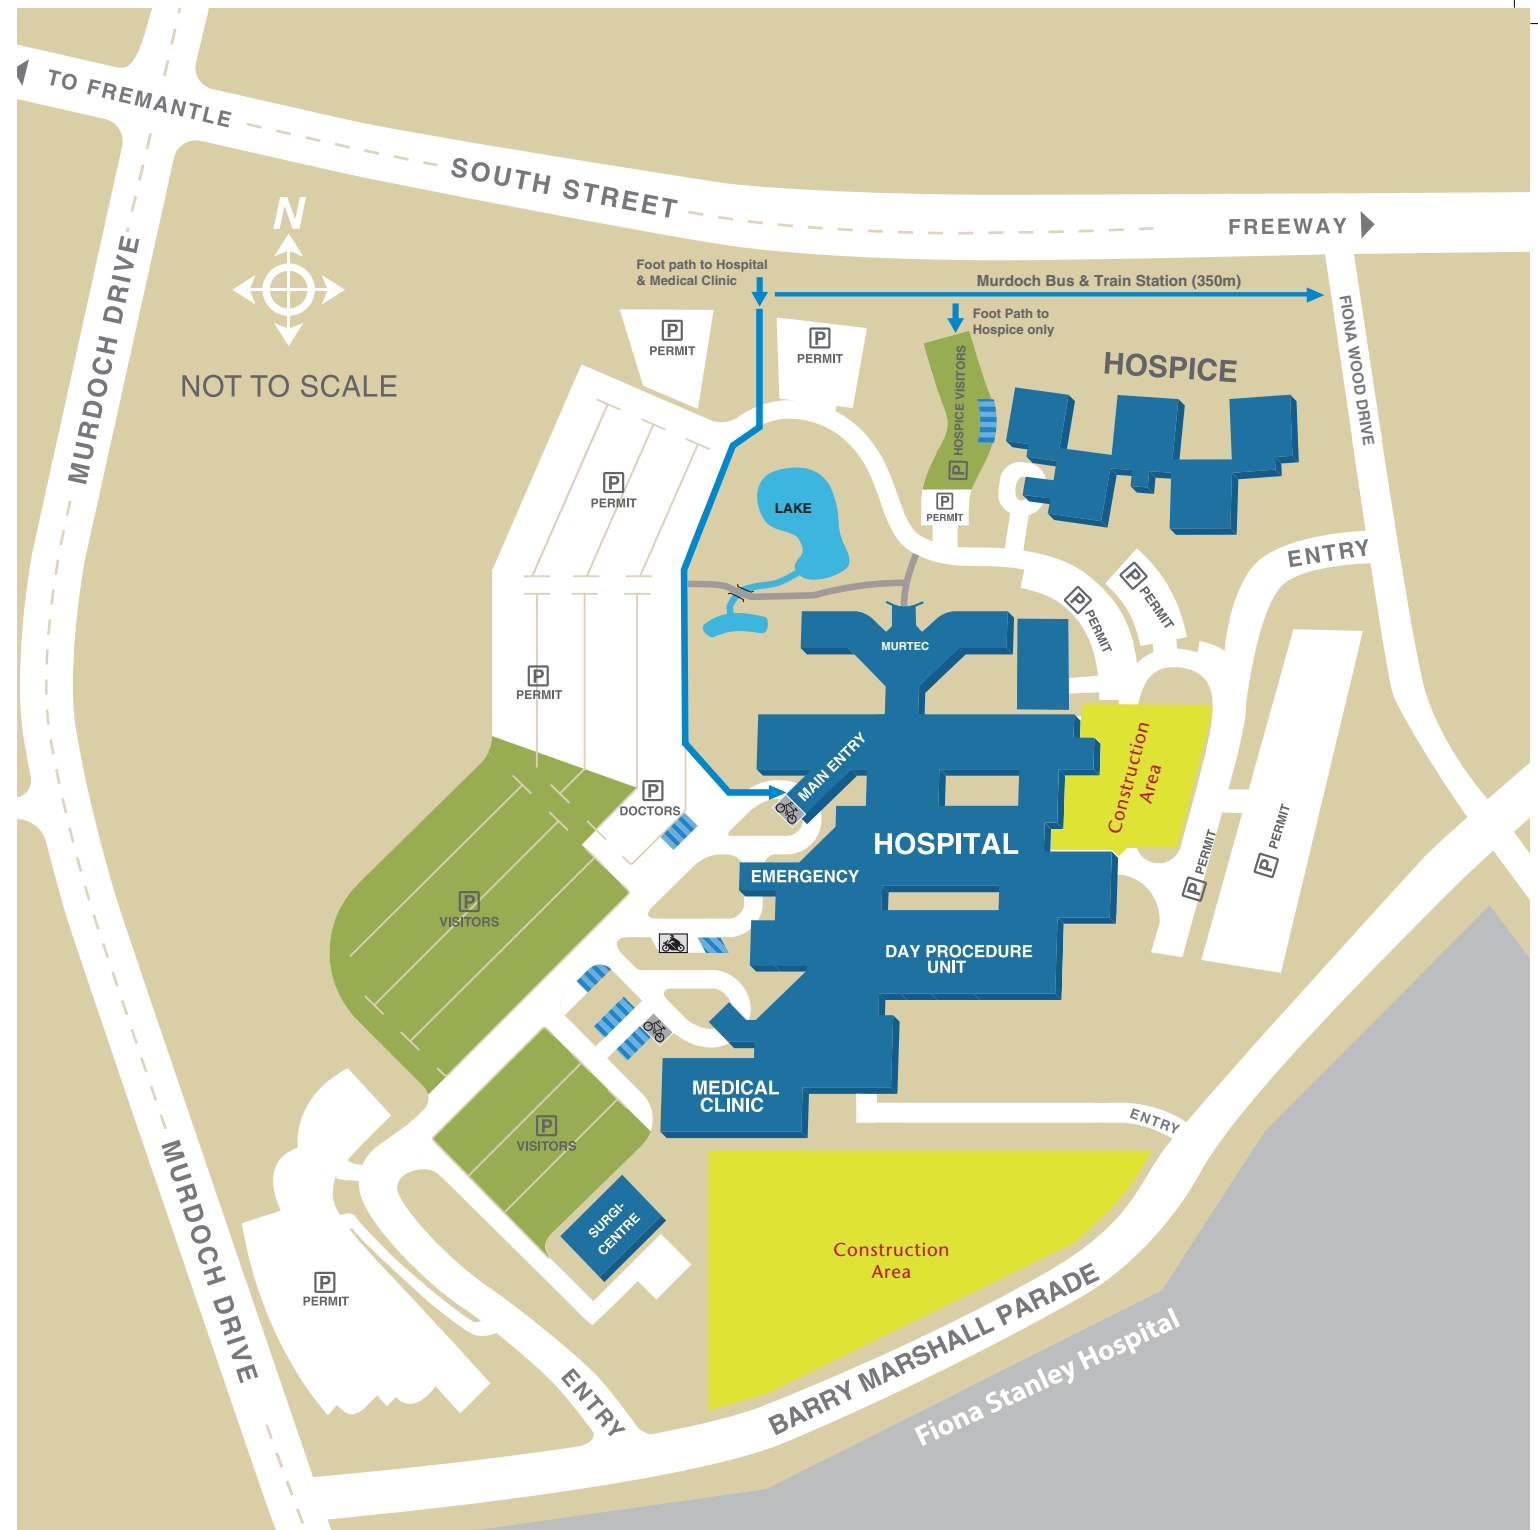 TO FREMANTLE
SOUTH STREET
FREEWAY
N
NOT TO SCALE
MURDOCH DRIVE
Foot path to Hospital
& Medical Clinic
Murdoch Bus & Train Station (350m)
Foot Path to
Hospice only
FIONA WOOD DRIVE
P
PERMIT
P
PERMIT
P HOSPICE VISITORS
HOSPICE
P
PERMIT
LAKE
P
PERMIT
ENTRY
P PERMIT
P PERMIT
MURTEC
P
PERMIT
MAIN ENTRY
Construction
Area
P
DOCTORS
HOSPITAL
P PERMIT
P PERMIT
EMERGENCY
P
VISITORS
DAY PROCEDURE
UNIT
MEDICAL
CLINIC
ENTRY
P
VISITORS
SURGI-
CENTRE
MURDOCH DRIVE
Construction
Area
P
PERMIT
ENTRY
BARRY MARSHALL PARADE
Fiona Stanley Hospital